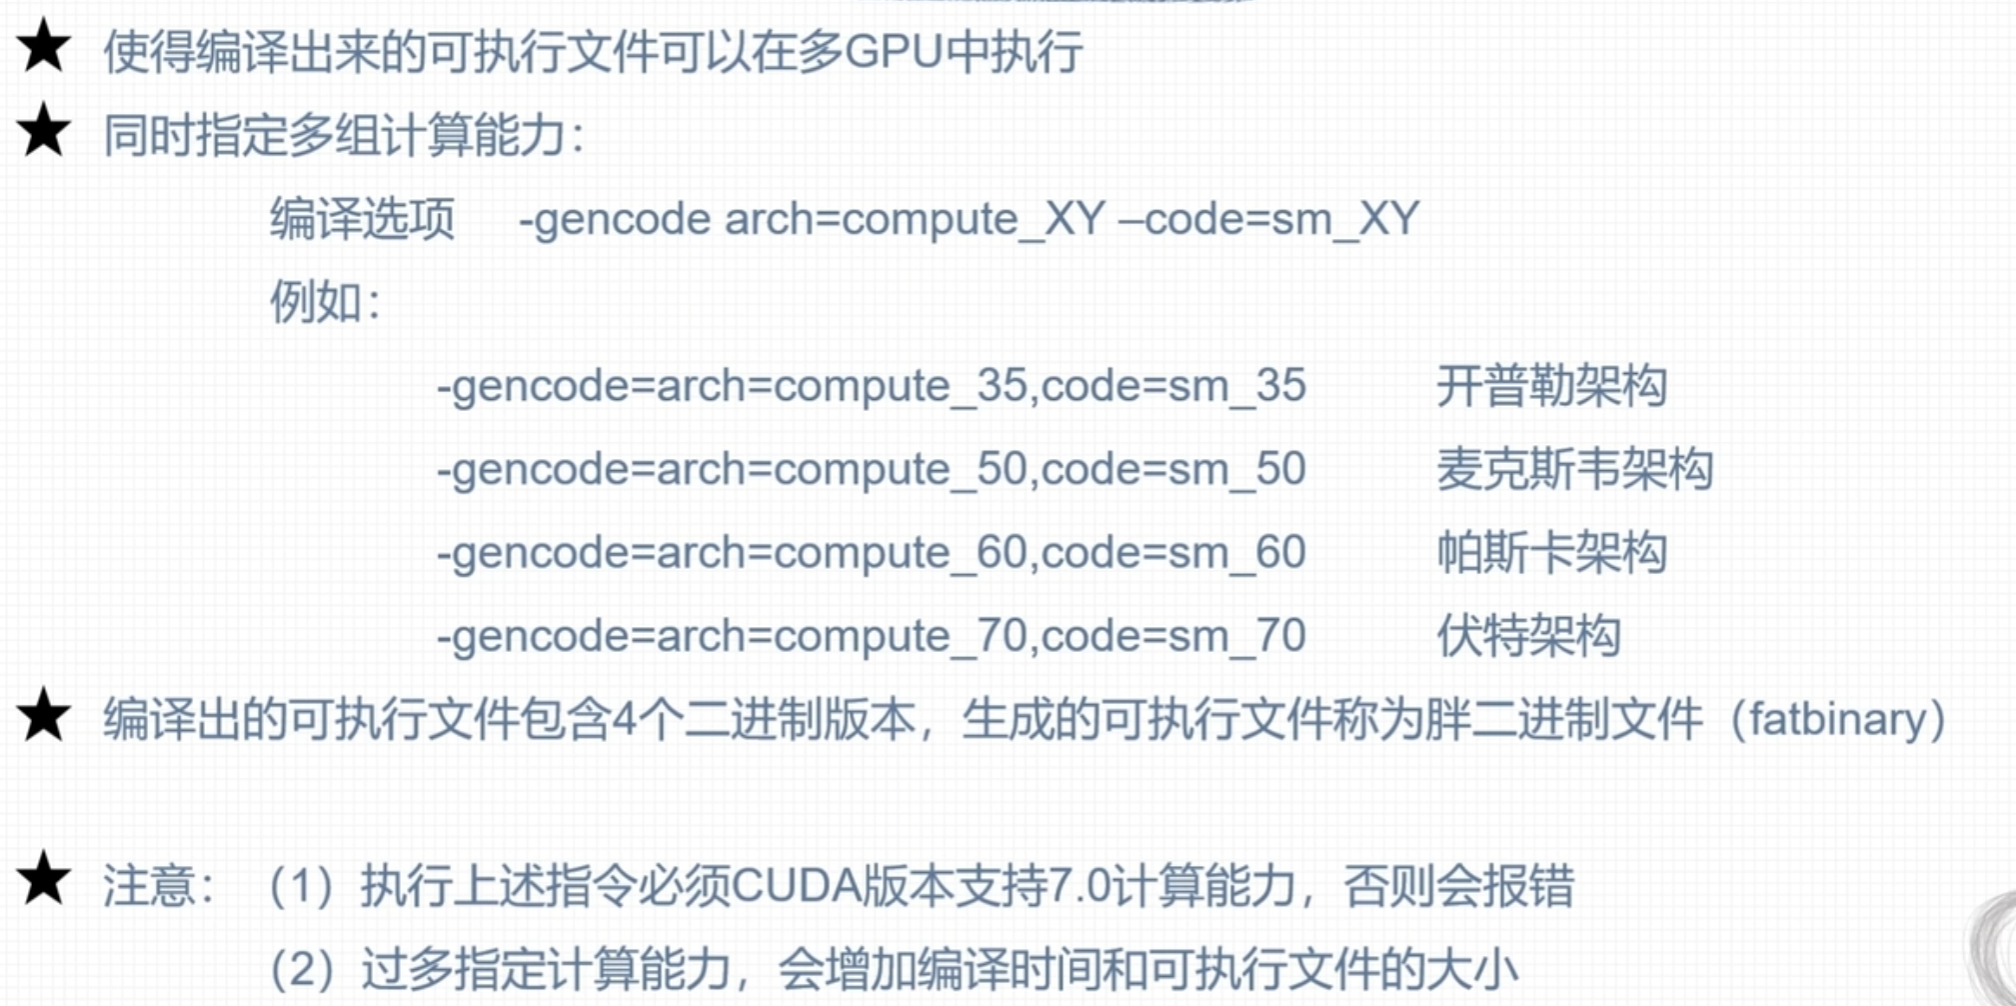 使得编译出来的可执行文件可以在多GPU中执行
同时指定多组计算能力：
编译选项 -gencode arch=compute_XY –code=sm_XY
例如：
-gencode=arch=compute_35,code=sm_35 开普勒架构
-gencode=arch=compute_50,code=sm_50 麦克斯韦架构
-gencode=arch=compute_60,code=sm_60 帕斯卡架构
-gencode=arch=compute_70,code=sm_70 伏特架构
编译出的可执行文件包含4个二进制版本，生成的可执行文件称为胖二进制文件（fatbinary）
注意：（1）执行上述指令必须CUDA版本支持7.0计算能力，否则会报错
（2）过多指定计算能力，会增加编译时间和可执行文件的大小